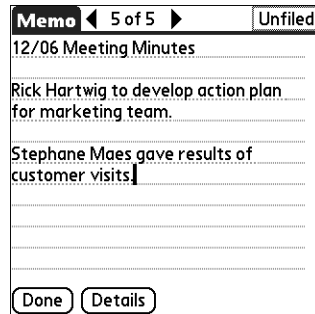 Memo 5 of 5 Unfiled
12/06 Meeting Minutes
Rick Hartwig to develop action plan
for marketing team.
Stephane Maes gave results of
customer visits.
Done Details